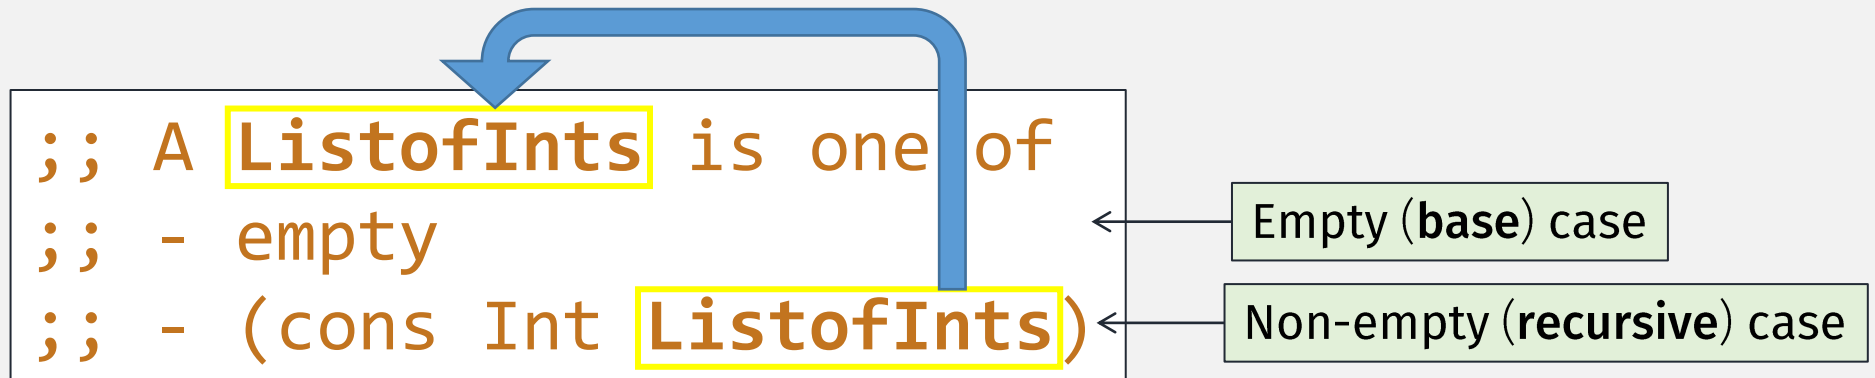 ;; A ListofInts is one of
;; - empty
Empty (base) case
;; - (cons Int ListofInts)
Non-empty (recursive) case